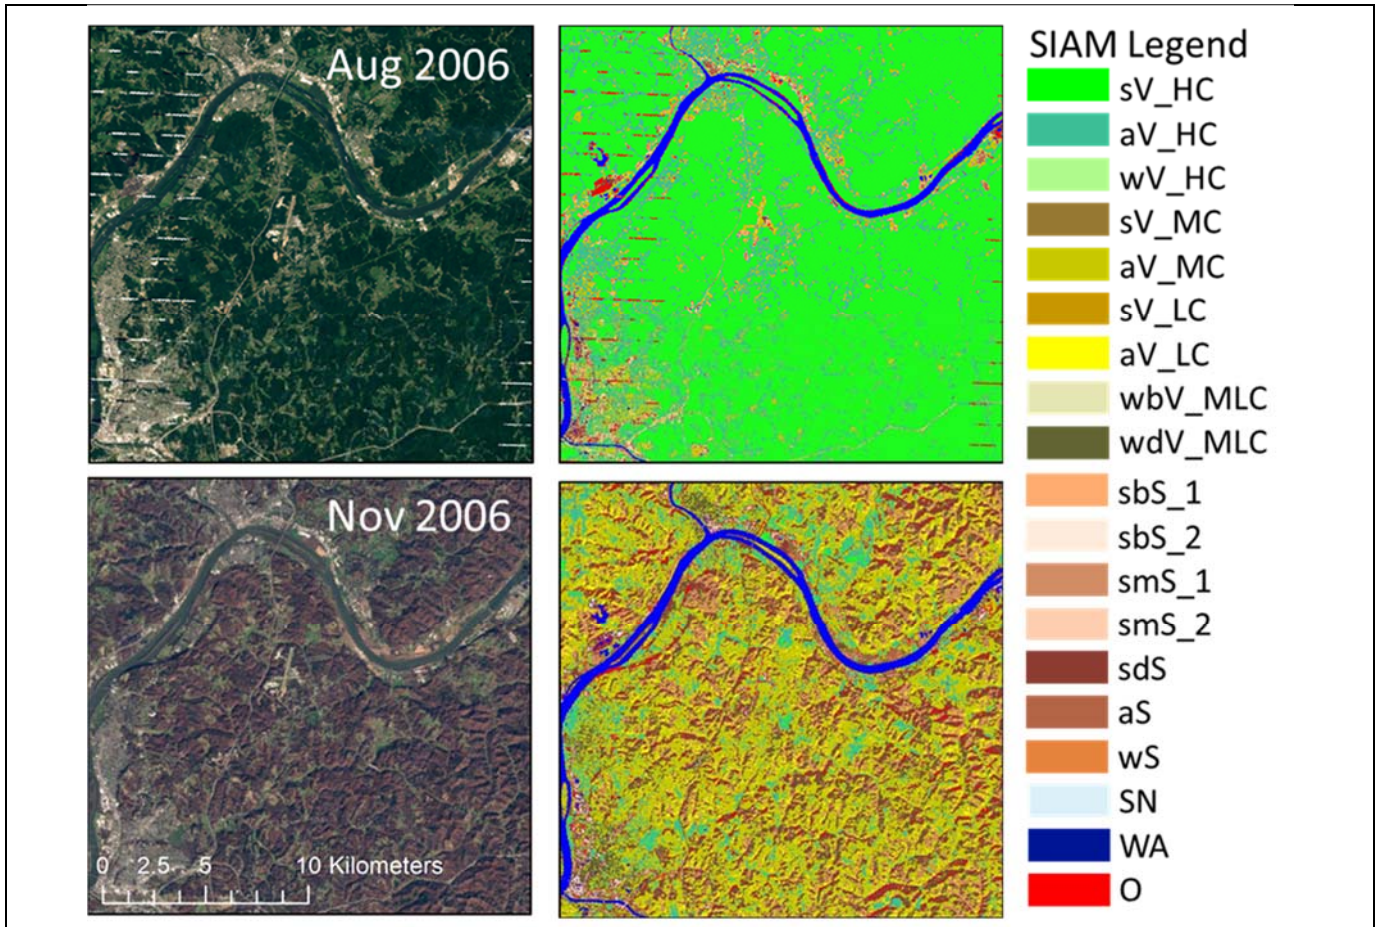 Aug 2006
SIAM Legend
sV_HC
aV_HC
wV_HC
sV_MC
aV_MC
sV_LC
aV_LC
wbV_MLC
wdV_MLC
sbS_1
sbS_2
smS_1
smS_2
sdS
aS
wS
SN
WA
O
Nov 2006
0 2.5 5 10 Kilometers